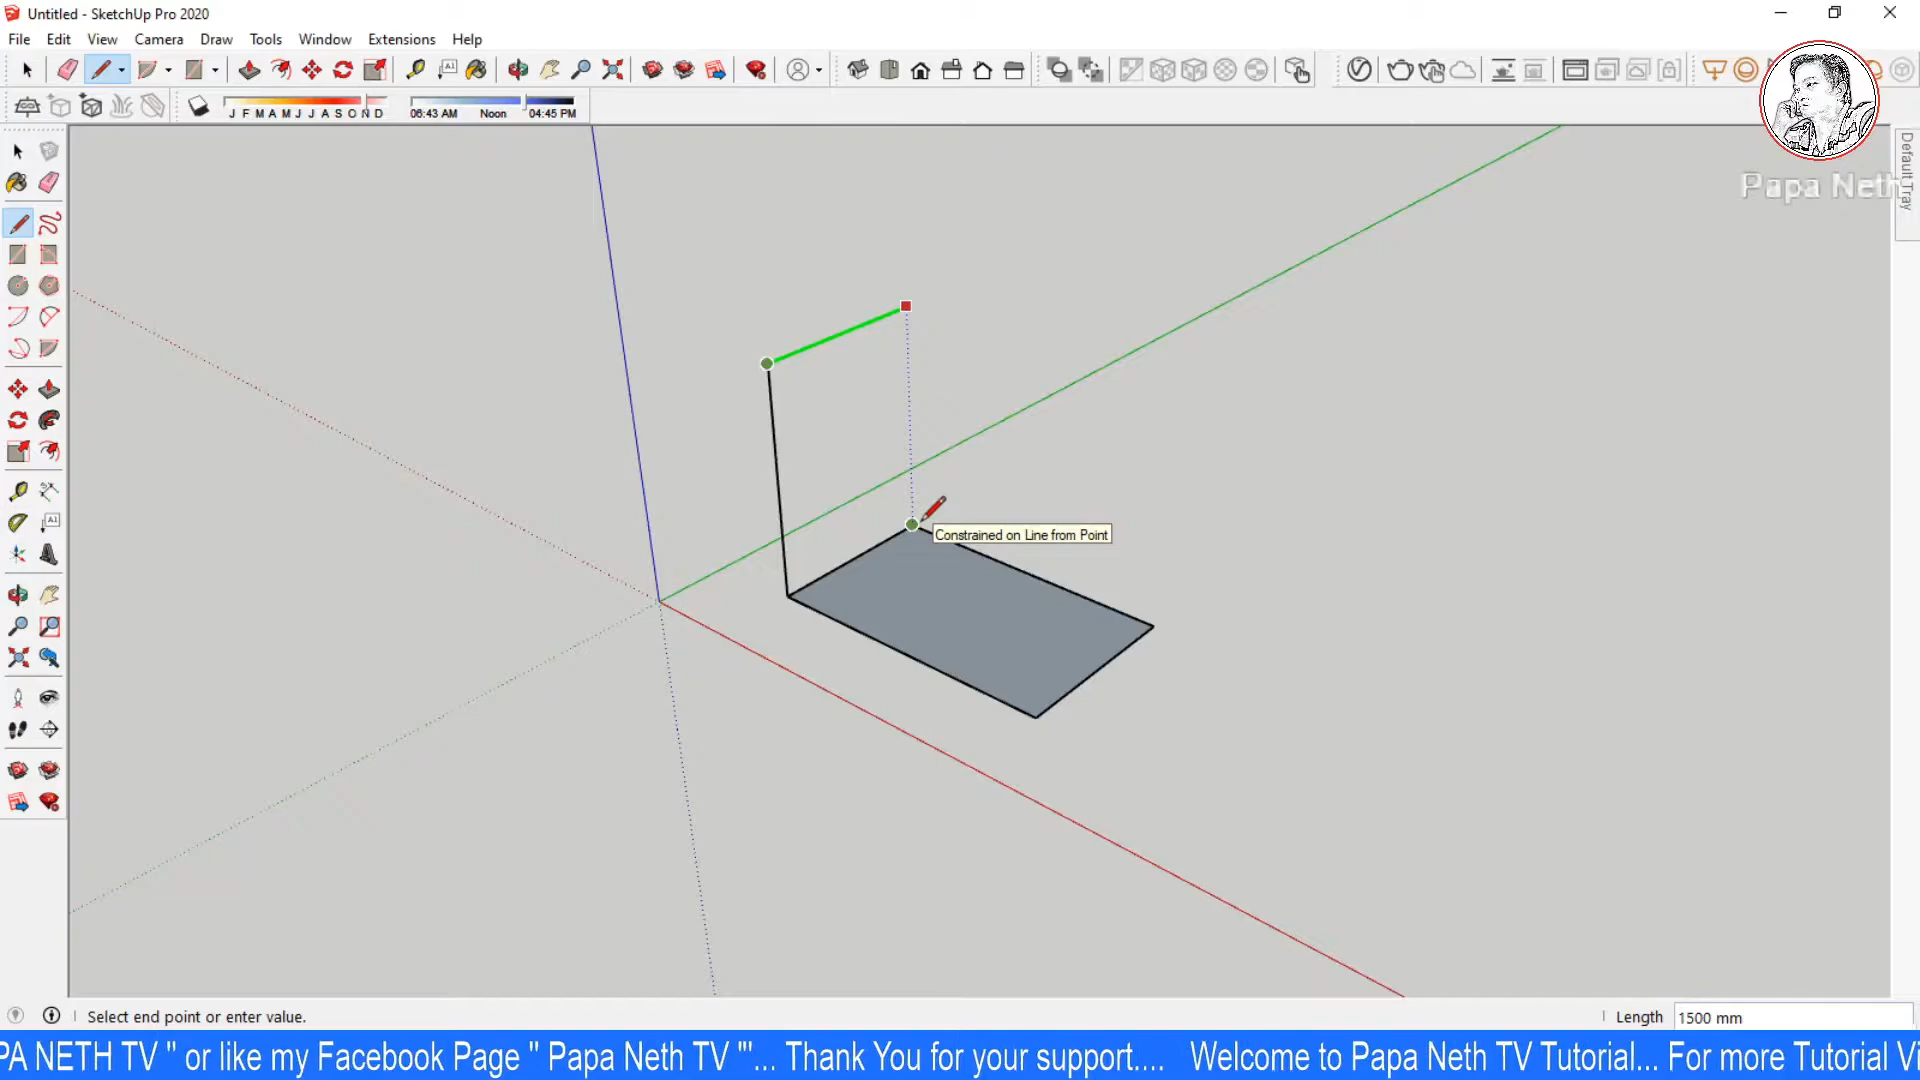 Untitled - SketchUp Pro 2020
File Edit View Camera Draw Tools Window Extensions Help
J F M A M J J A S O N D 06:43 AM Noon 04:45 PM
Default Tray
Papa Neth
Constrained on Line from Point
Select end point or enter value.
Length 1500 mm
PA NETH TV " or like my Facebook Page " Papa Neth TV "'... Thank You for your support.... Welcome to Papa Neth TV Tutorial... For more Tutorial Vi